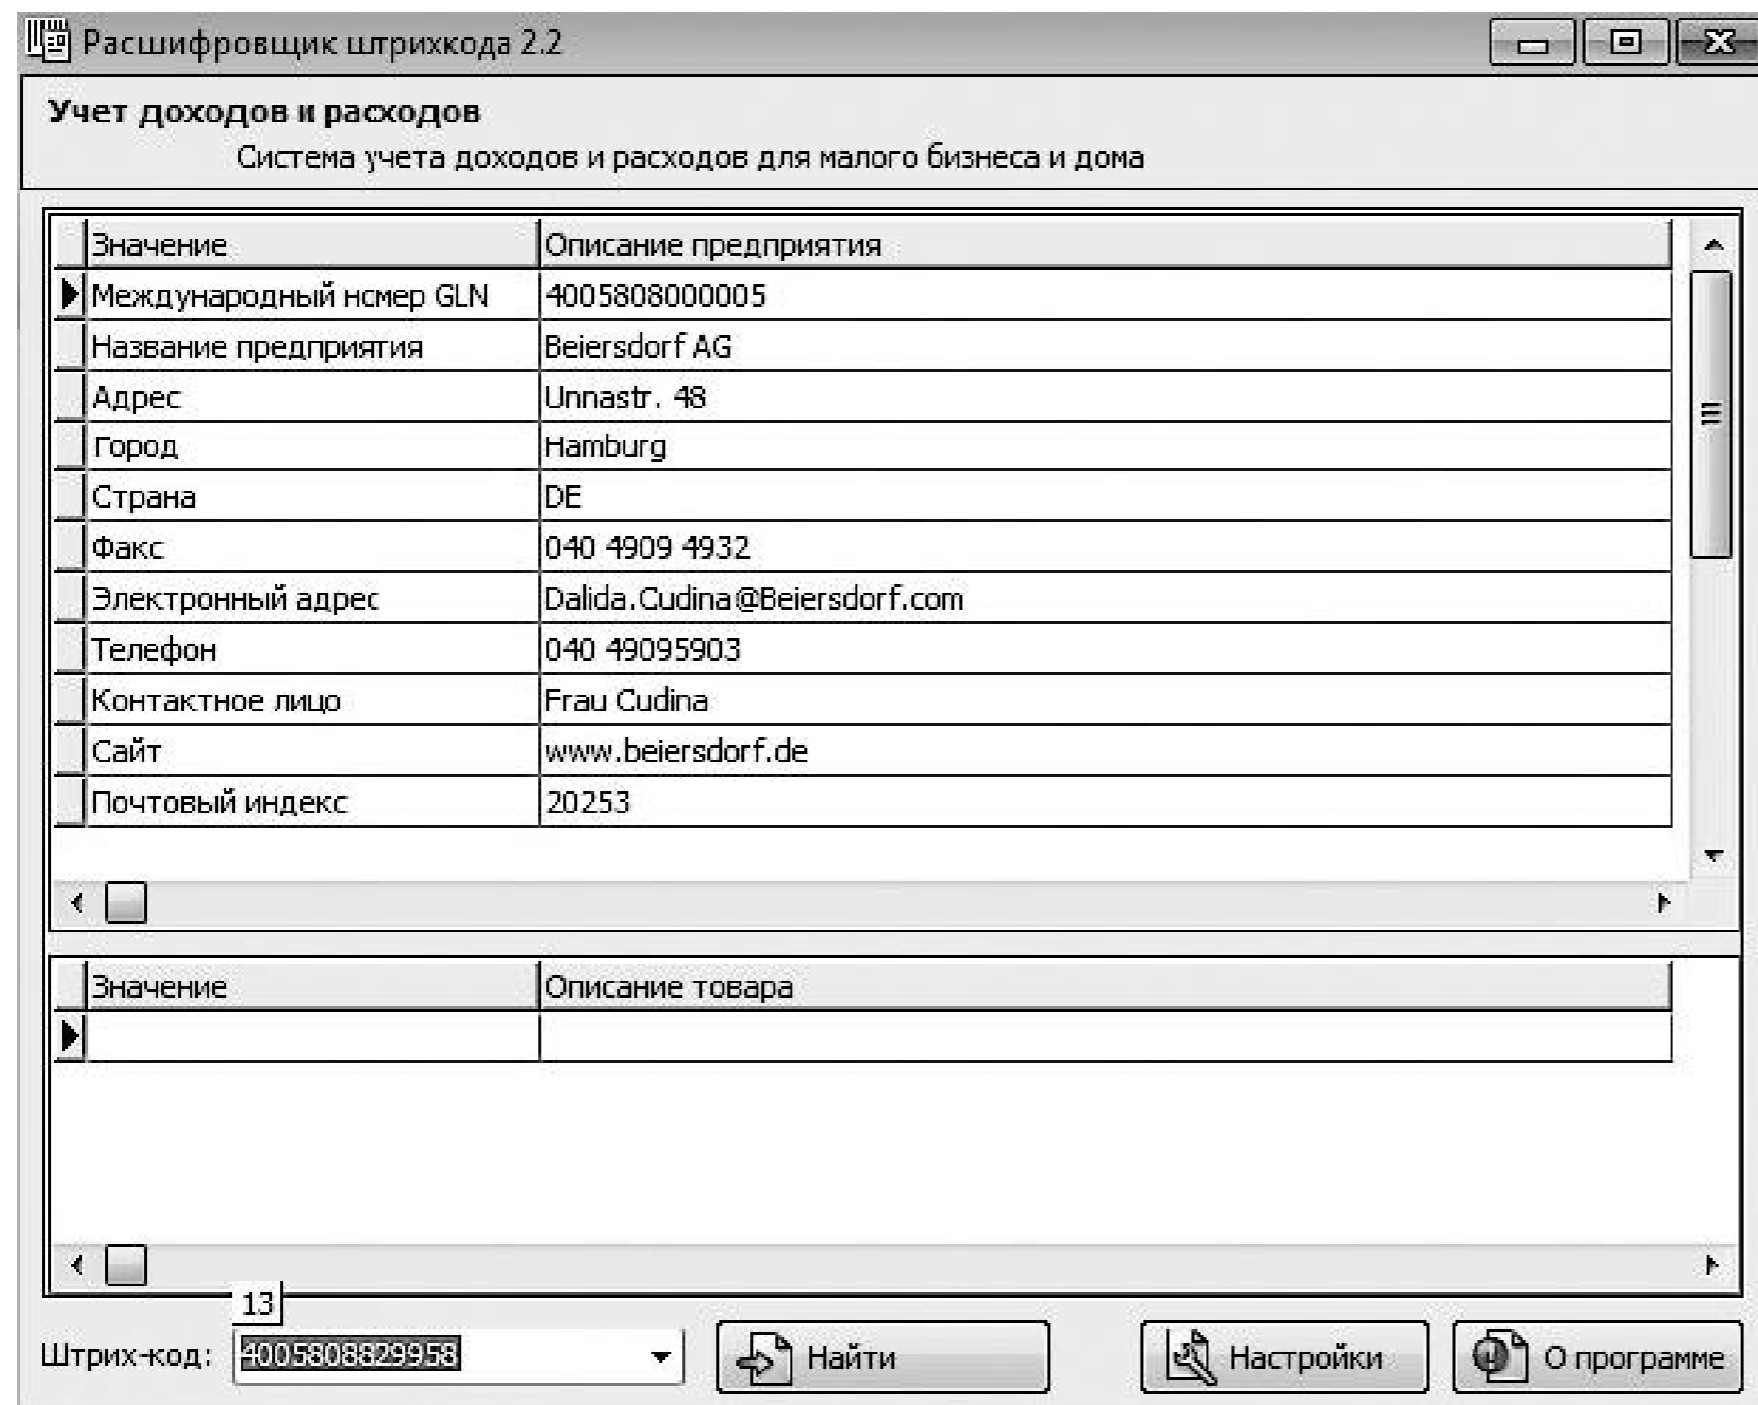 Расшифровщик штрихкода 2.2
Учет доходов и расходов
Система учета доходов и расходов для малого бизнеса и дома
Значение Описание предприятия
Международный номер GLN 4005808000005
Название предприятия Beiersdorf AG
Адрес Unnastr. 48
Город Hamburg
Страна DE
Факс 040 4909 4932
Электронный адрес Dalida.Cudina@Beiersdorf.com
Телефон 040 49095903
Контактное лицо Frau Cudina
Сайт www.beiersdorf.de
Почтовый индекс 20253
Значение Описание товара
13
Штрих-код: 4005808829958 Найти Настройки О программе